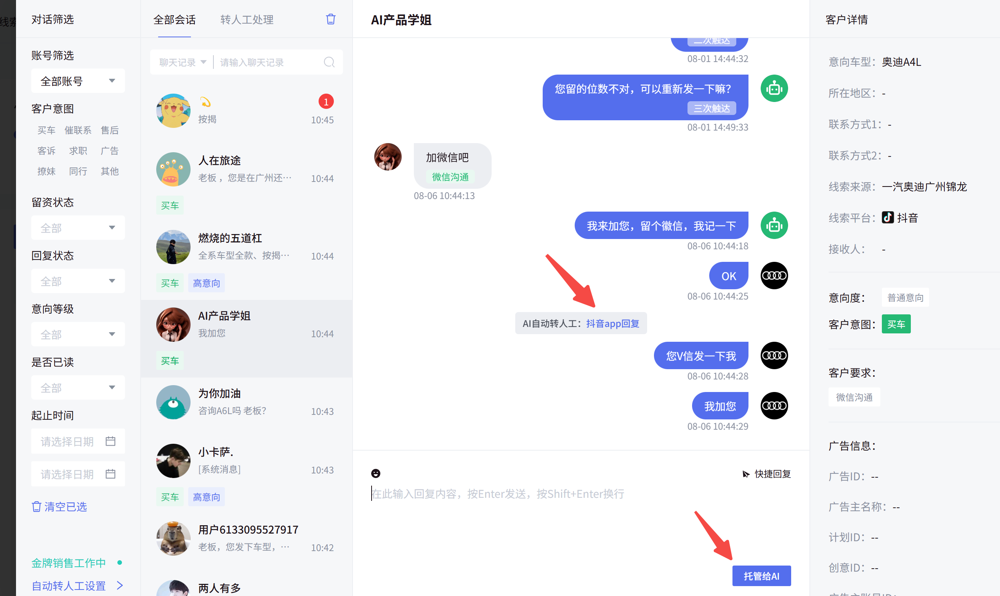 线索
对话筛选
账号筛选
全部账号
客户意图
买车 催联系 售后
客诉 求职 广告
撩妹 同行 其他
留资状态
全部
回复状态
全部
意向等级
全部
是否已读
全部
起止时间
请选择日期
请选择日期
清空已选
金牌销售工作中
自动转人工设置
全部会话 转人工处理
聊天记录 请输入聊天记录
💫 1
按揭 10:45
人在旅途
老板 ，您是在广州还… 10:44
买车
燃烧的五道杠
全系车型全款、按揭… 10:44
买车 高意向
AI产品学姐
我加您 10:44
买车
为你加油
咨询A6L吗 老板？ 10:43
小卡萨.
[系统消息] 10:43
买车 高意向
用户6133095527917
老板，您发下车型，… 10:42
两人有多
AI产品学姐
二次触达
08-01 14:44:32
您留的位数不对，可以重新发一下嘛？
三次触达
08-01 14:49:33
加微信吧
微信沟通
08-06 10:44:13
我来加您，留个徽信，我记一下
08-06 10:44:18
OK
08-06 10:44:25
AI自动转人工：抖音app回复
您V信发一下我
08-06 10:44:28
我加您
08-06 10:44:29
快捷回复
在此输入回复内容，按Enter发送，按Shift+Enter换行
托管给AI
客户详情
意向车型：奥迪A4L
所在地区：-
联系方式1：-
联系方式2：-
线索来源：一汽奥迪广州锦龙
线索平台：抖音
接收人： -
意向度： 普通意向
客户意图： 买车
客户要求：
微信沟通
广告信息：
广告ID：--
广告主名称：--
计划ID：--
创意ID：--
广告主账号ID：